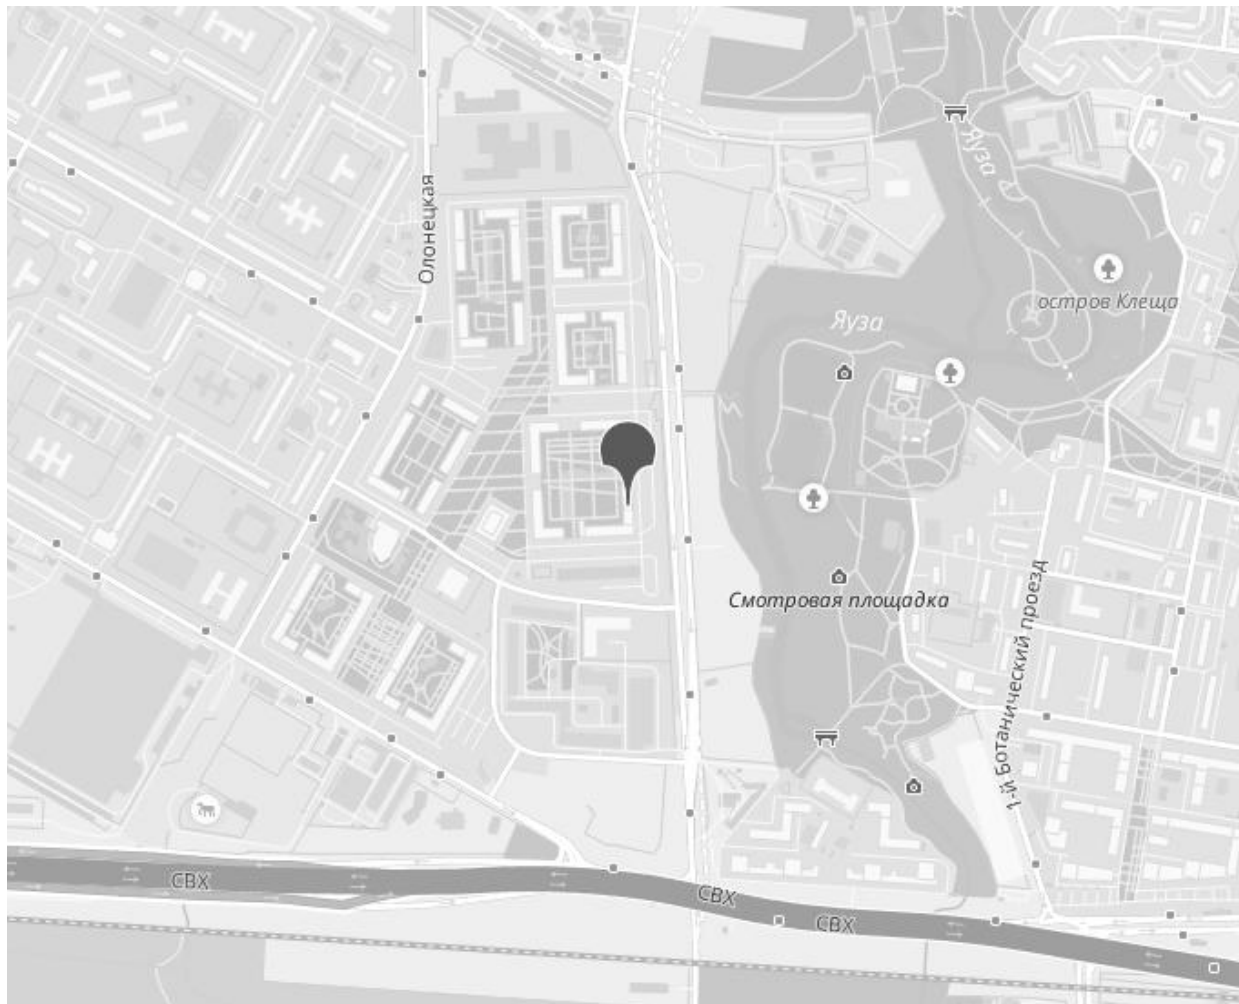 Яуза
Олонецкая
остров Клеща
Яуза
Смотровая площадка
1-й Ботанический проезд
СВХ
СВХ
СВХ